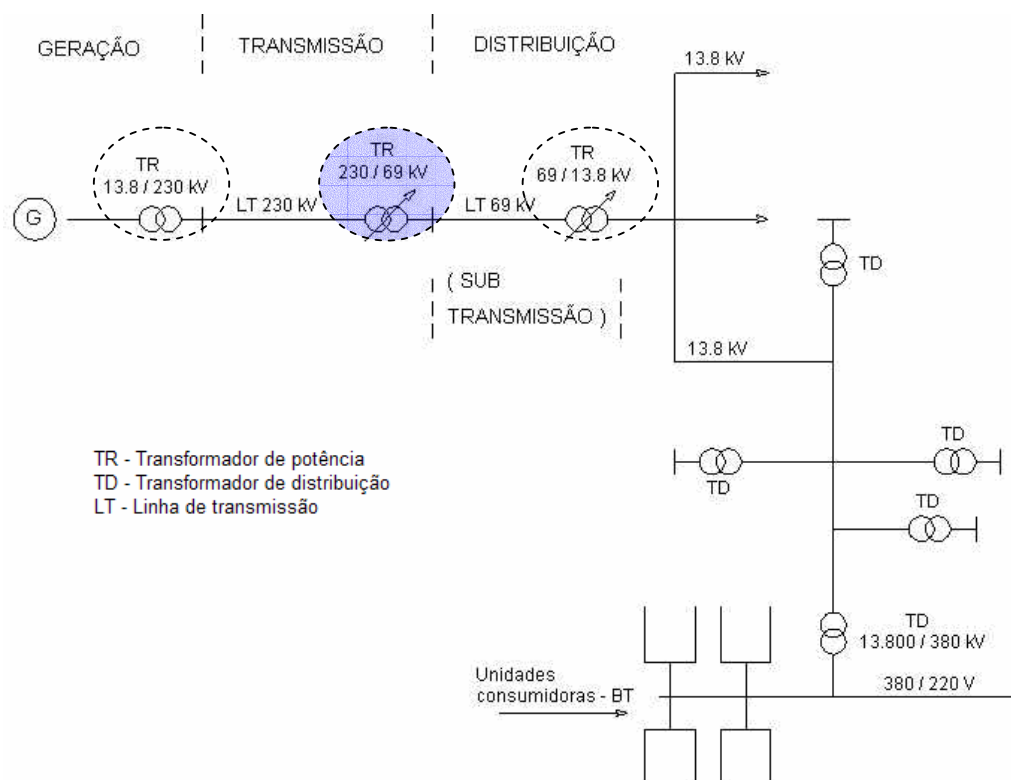 GERAÇÃO
TRANSMISSÃO
DISTRIBUIÇÃO
13.8 kV
TR
13.8 / 230 kV
TR
230 / 69 kV
TR
69 / 13.8 kV
G
LT 230 kV
LT 69 kV
TD
( SUB
TRANSMISSÃO )
13.8 kV
TR - Transformador de potência
TD - Transformador de distribuição
LT - Linha de transmissão
TD
TD
TD
TD
13.800 / 380 kV
Unidades
consumidoras - BT
380 / 220 V